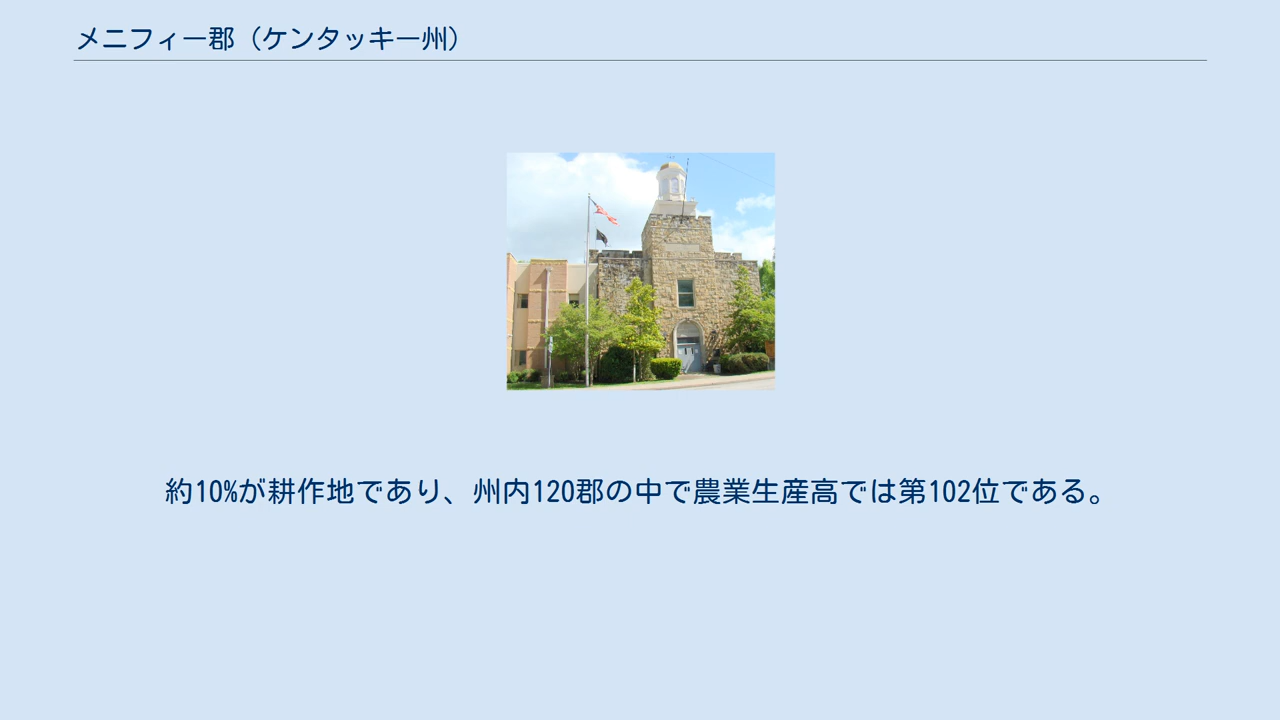 メニフィー郡（ケンタッキー州）
約10%が耕作地であり、州内120郡の中で農業生産高では第102位である。